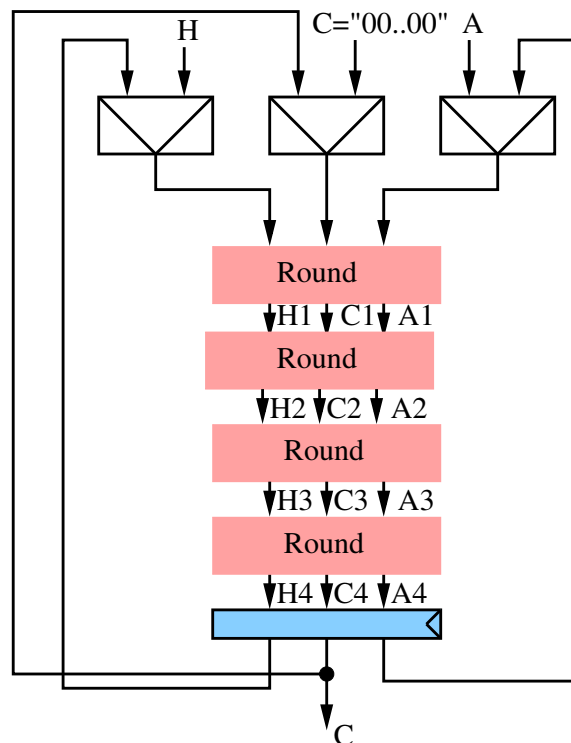 H C="00..00" A
Round
H1 C1 A1
Round
H2 C2 A2
Round
H3 C3 A3
Round
H4 C4 A4
C